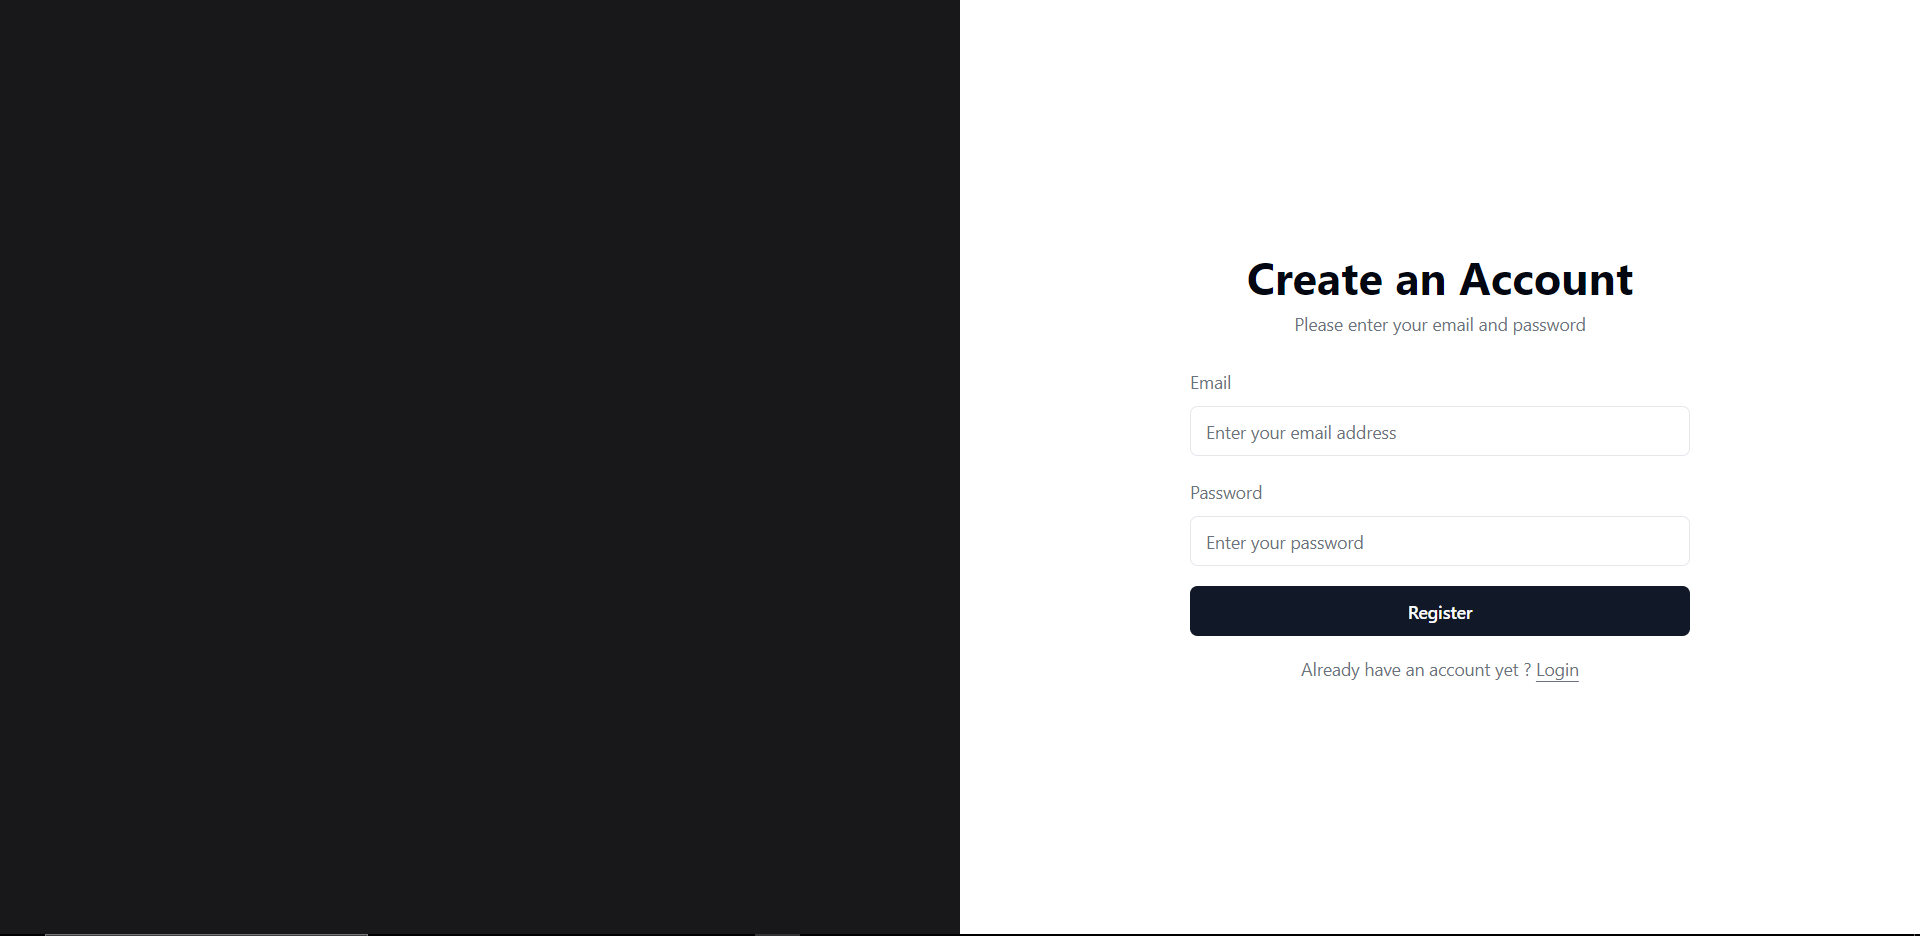 Create an Account
Please enter your email and password
Email
Enter your email address
Password
Enter your password
Register
Already have an account yet ? Login